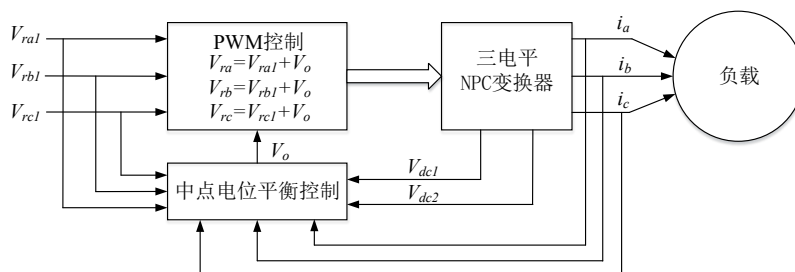 V_ra1
V_rb1
V_rc1
PWM控制
V_ra=V_ra1+V_o
V_rb=V_rb1+V_o
V_rc=V_rc1+V_o
三电平
NPC变换器
i_a
i_b
i_c
负载
V_o
中点电位平衡控制
V_dc1
V_dc2